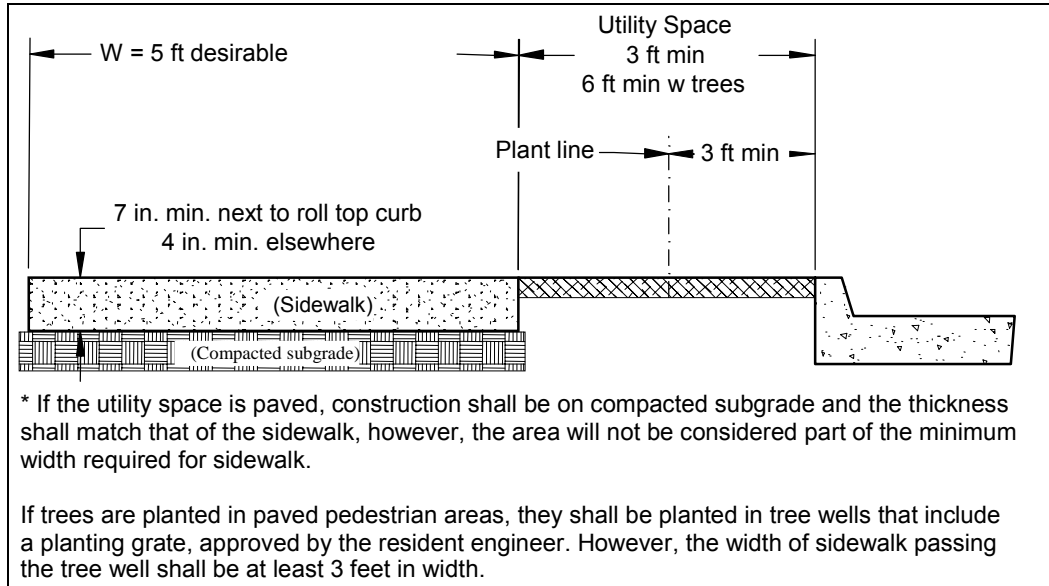 Utility Space
W = 5 ft desirable
3 ft min
6 ft min w trees
Plant line
3 ft min
7 in. min. next to roll top curb
4 in. min. elsewhere
(Sidewalk)
(Compacted subgrade)
* If the utility space is paved, construction shall be on compacted subgrade and the thickness
shall match that of the sidewalk, however, the area will not be considered part of the minimum
width required for sidewalk.
If trees are planted in paved pedestrian areas, they shall be planted in tree wells that include
a planting grate, approved by the resident engineer. However, the width of sidewalk passing
the tree well shall be at least 3 feet in width.